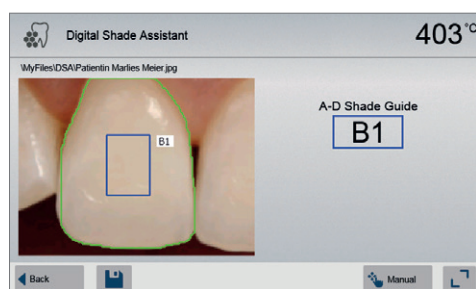 Digital Shade Assistant
403°C
\MyFiles\DSA\Patientin Marlies Meier.jpg
A-D Shade Guide
B1
B1
Back
Manual